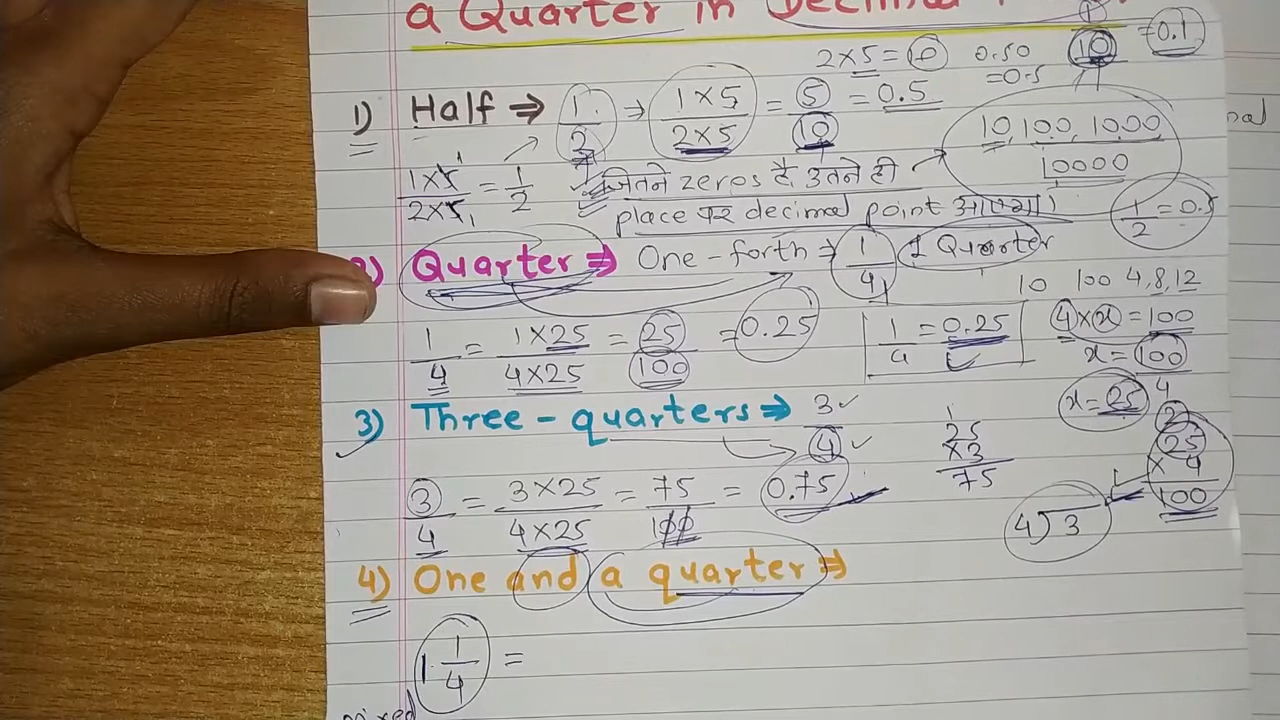 a Quarter in Decimal
2×5=10 0.50 1/10 =0.1
=0.5
1) Half ⇒ 1/2 ⇒ 1×5/2×5 = 5/10 = 0.5
10, 100, 1000
10000
1×5/2×5 = 1/2
जितने zeros है उतने ही
place पर decimal point आएगा।
1/2 = 0.5
2) Quarter ⇒ One-forth ⇒ 1/4 1 Quarter
10 100 4,8,12
1/4 = 1×25/4×25 = 25/100 = 0.25
1/4 = 0.25
4×x = 100
x = 100
x = 25 4
3) Three-quarters ⇒ 3/4
25
×3
75
2
25
× 4
100
3/4 = 3×25/4×25 = 75/100 = 0.75
4)3
4) One and a quarter ⇒
1 1/4 =
mixed